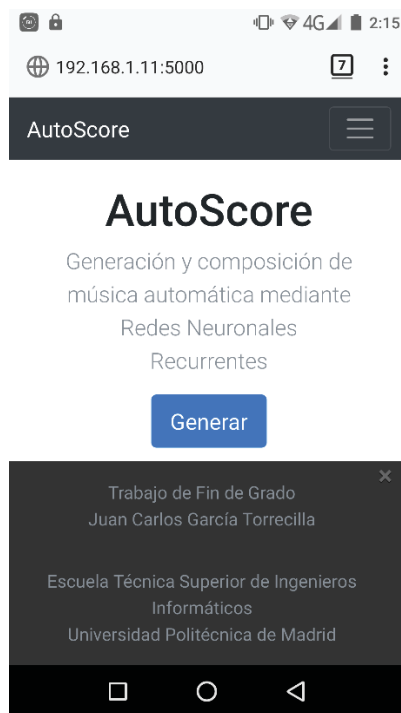 4G 2:15
192.168.1.11:5000 7
AutoScore
AutoScore
Generación y composición de
música automática mediante
Redes Neuronales
Recurrentes
Generar
×
Trabajo de Fin de Grado
Juan Carlos García Torrecilla
Escuela Técnica Superior de Ingenieros
Informáticos
Universidad Politécnica de Madrid